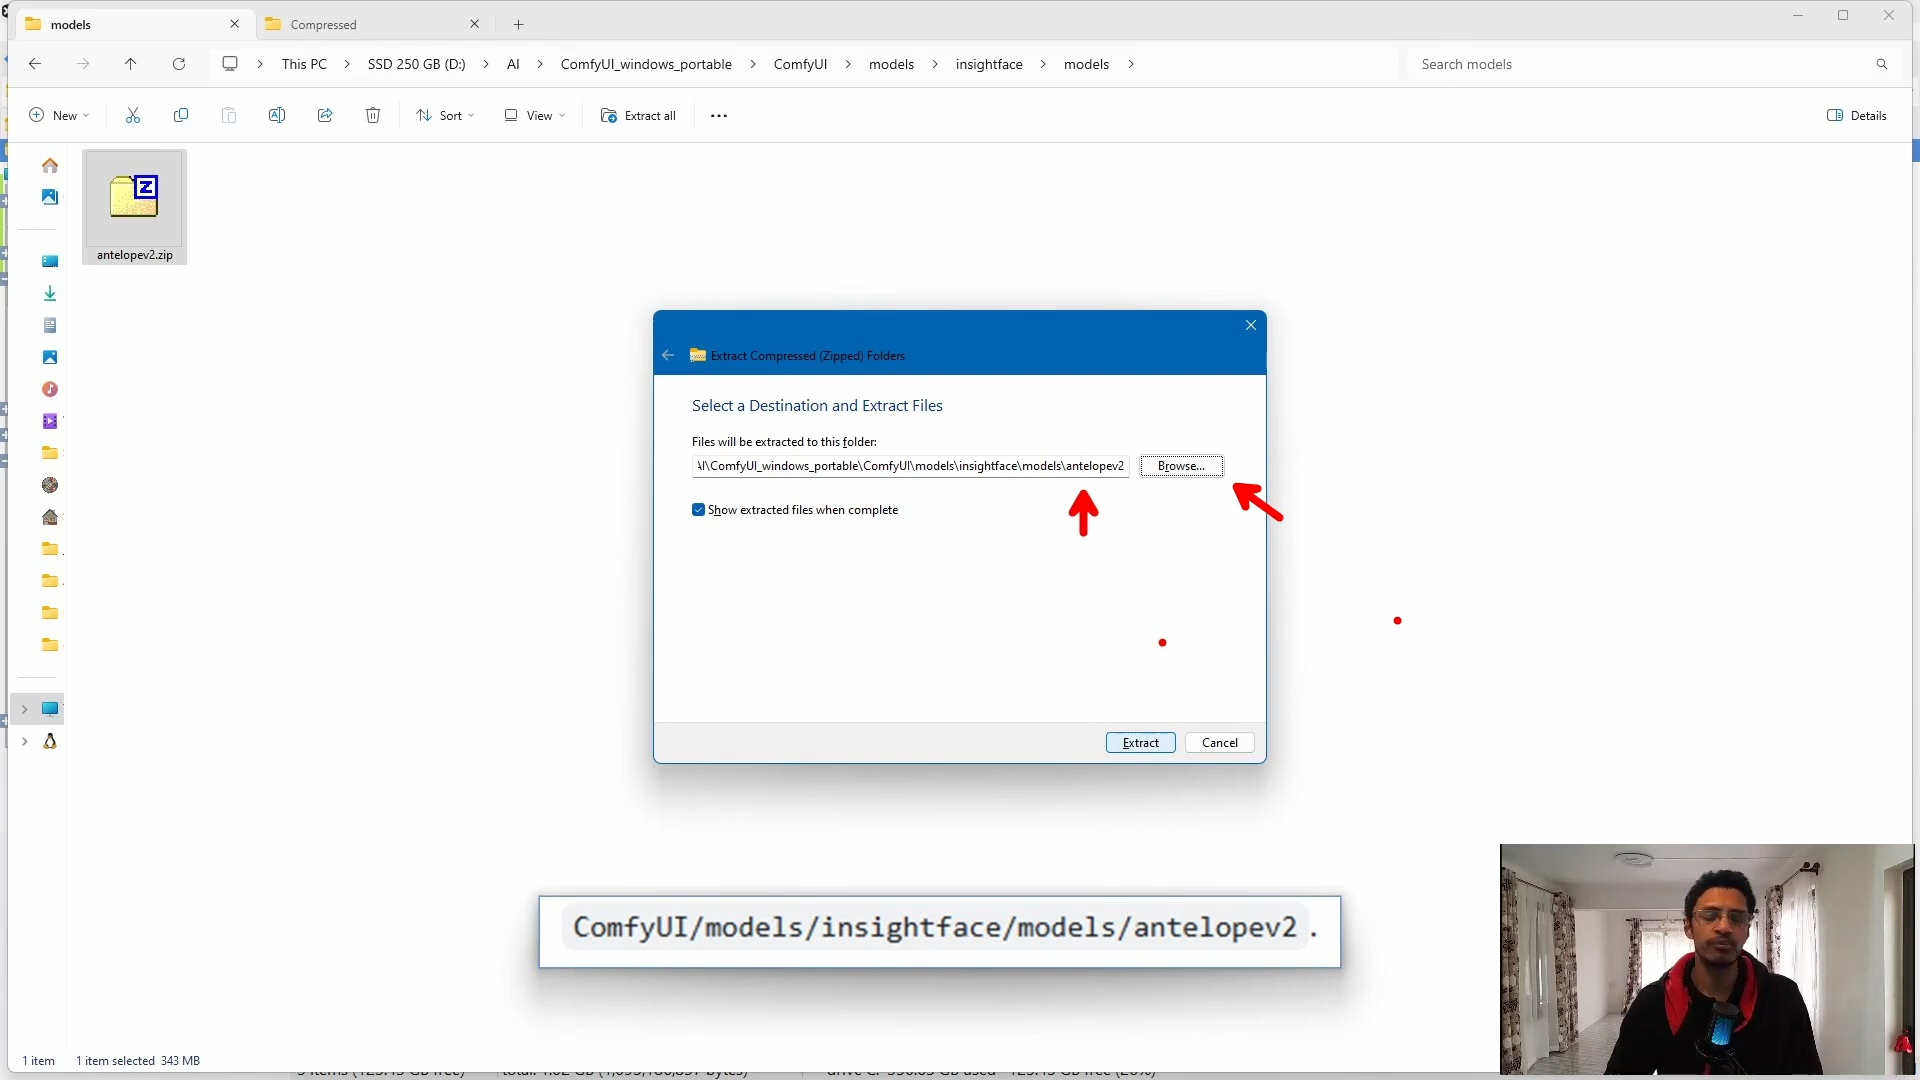 models
Compressed
This PC
SSD 250 GB (D:)
AI
ComfyUI_windows_portable
ComfyUI
models
insightface
models
Search models
New
Sort
View
Extract all
Details
antelopev2.zip
Extract Compressed (Zipped) Folders
Select a Destination and Extract Files
Files will be extracted to this folder:
\ComfyUI_windows_portable\ComfyUI\models\insightface\models\antelopev2
Browse...
Show extracted files when complete
Extract
Cancel
ComfyUI/models/insightface/models/antelopev2.
1 item
1 item selected 343 MB